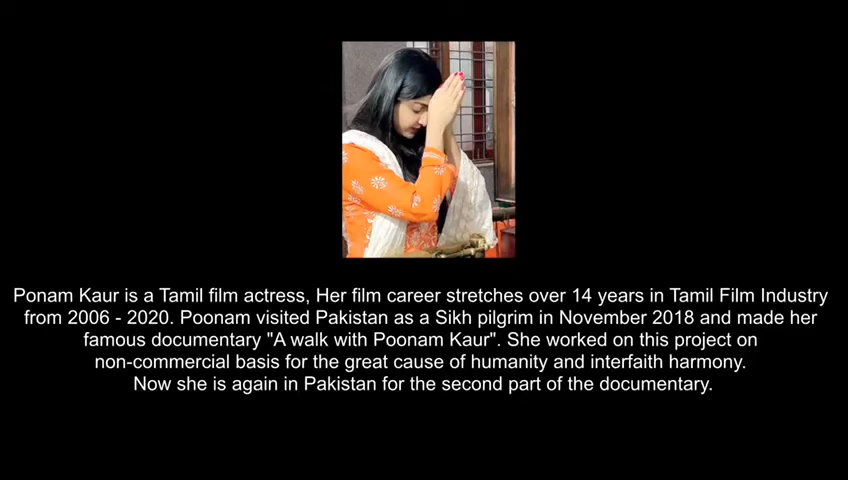 Ponam Kaur is a Tamil film actress, Her film career stretches over 14 years in Tamil Film Industry
from 2006 - 2020. Poonam visited Pakistan as a Sikh pilgrim in November 2018 and made her
famous documentary "A walk with Poonam Kaur". She worked on this project on
non-commercial basis for the great cause of humanity and interfaith harmony.
Now she is again in Pakistan for the second part of the documentary.